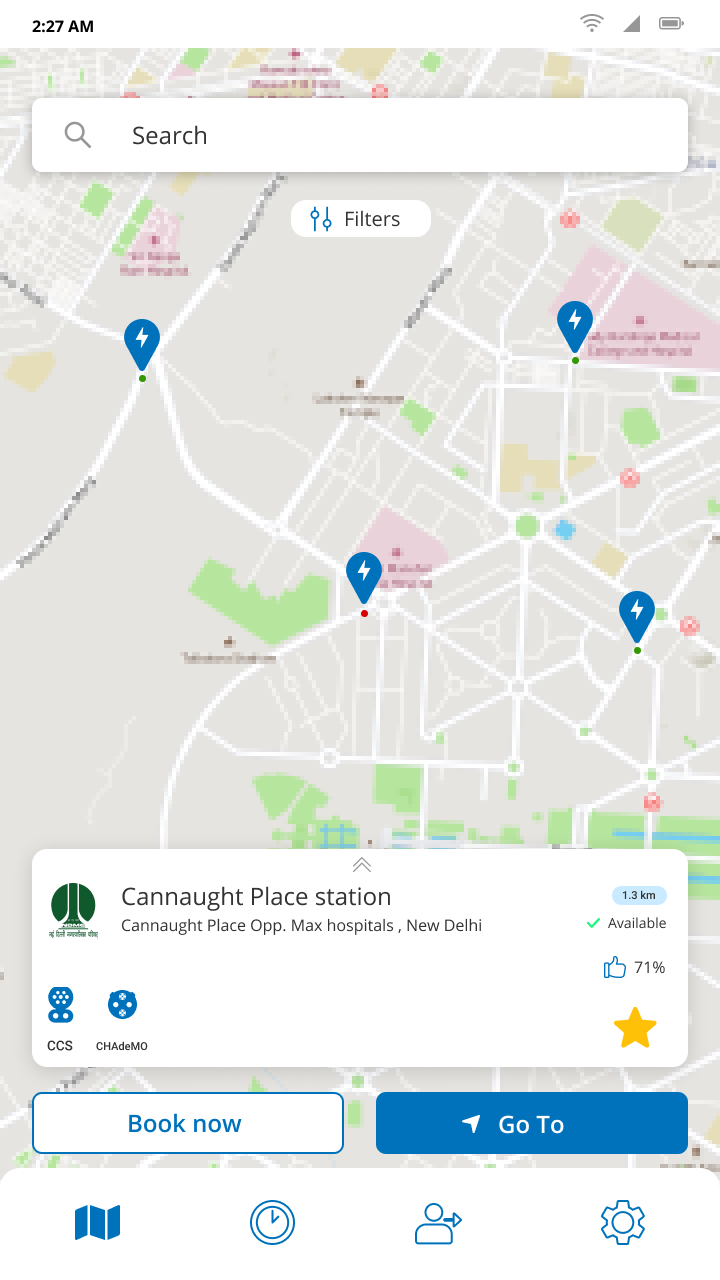 2:27 AM
Search
Filters
Cannaught Place station
1.3 km
Cannaught Place Opp. Max hospitals , New Delhi
Available
71%
CCS
CHAdeMO
Book now
Go To